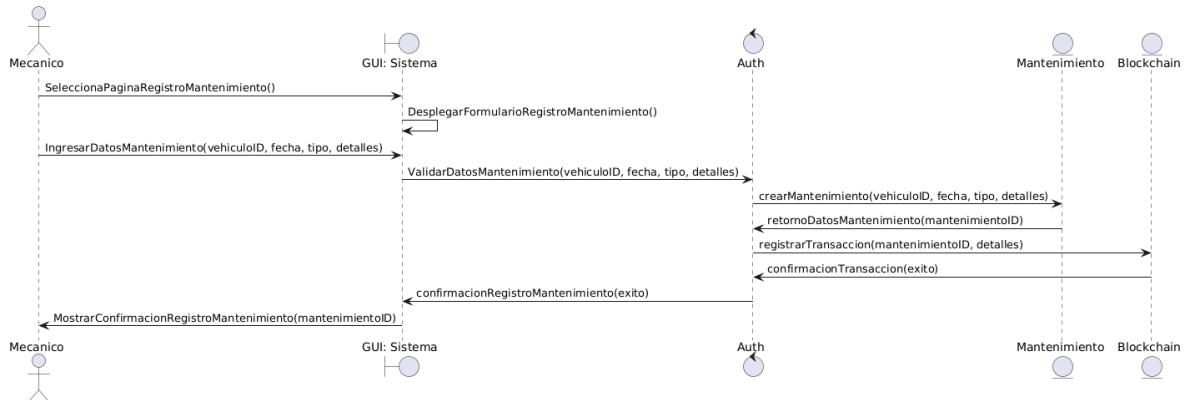 Mecanico
GUI: Sistema
Auth
Mantenimiento
Blockchain
SeleccionaPaginaRegistroMantenimiento()
DesplegarFormularioRegistroMantenimiento()
IngresarDatosMantenimiento(vehiculoID, fecha, tipo, detalles)
ValidarDatosMantenimiento(vehiculoID, fecha, tipo, detalles)
crearMantenimiento(vehiculoID, fecha, tipo, detalles)
retornoDatosMantenimiento(mantenimientoID)
registrarTransaccion(mantenimientoID, detalles)
confirmacionTransaccion(exito)
confirmacionRegistroMantenimiento(exito)
MostrarConfirmacionRegistroMantenimiento(mantenimientoID)
Mecanico
GUI: Sistema
Auth
Mantenimiento
Blockchain